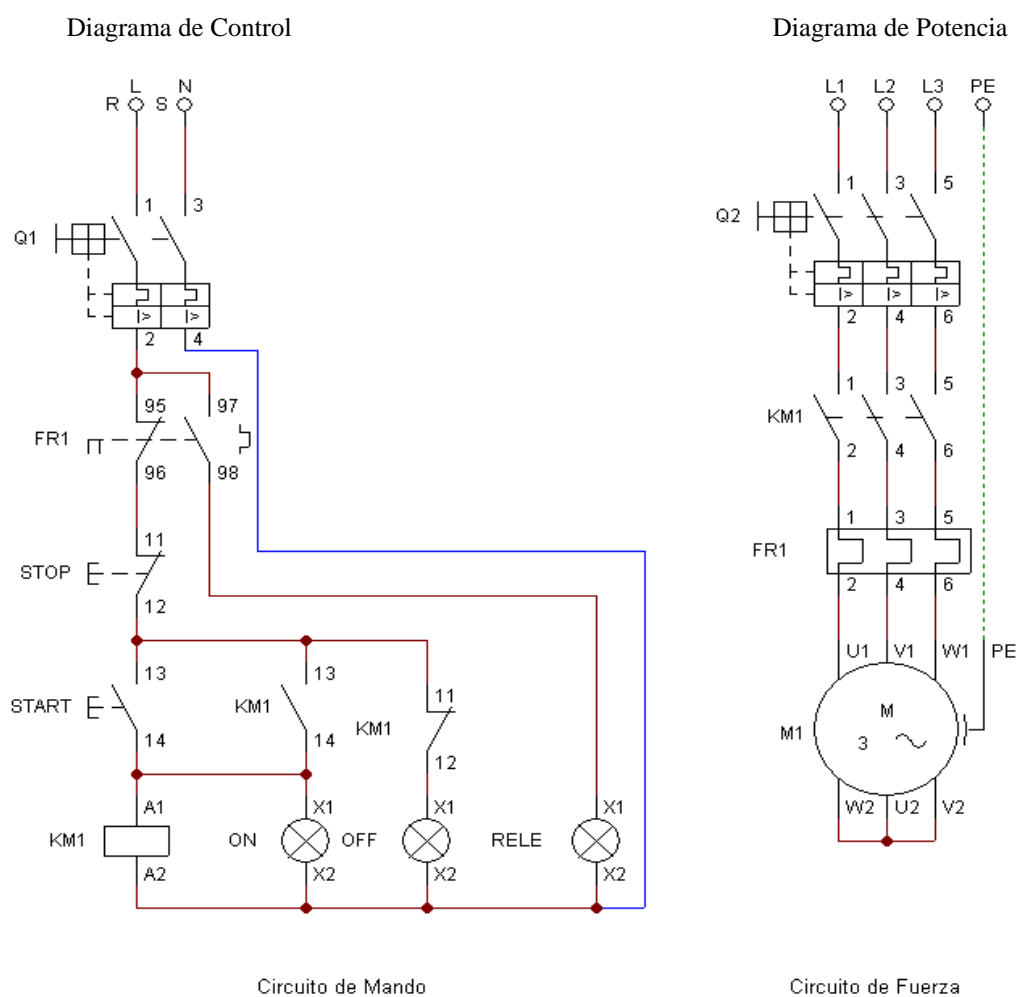 Diagrama de Control
Diagrama de Potencia
L N
R S
L1 L2 L3 PE
1 3
1 3 5
Q1
Q2
I> I>
I> I> I>
2 4
2 4 6
95 97
1 3 5
KM1
FR1
96 98
2 4 6
11
1 3 5
STOP
FR1
12
2 4 6
13 13 11
U1 V1 W1 PE
START KM1 KM1
14 14 12
M1 M
3
A1 X1 X1 X1
W2 U2 V2
KM1 ON OFF RELE
A2 X2 X2 X2
Circuito de Mando
Circuito de Fuerza